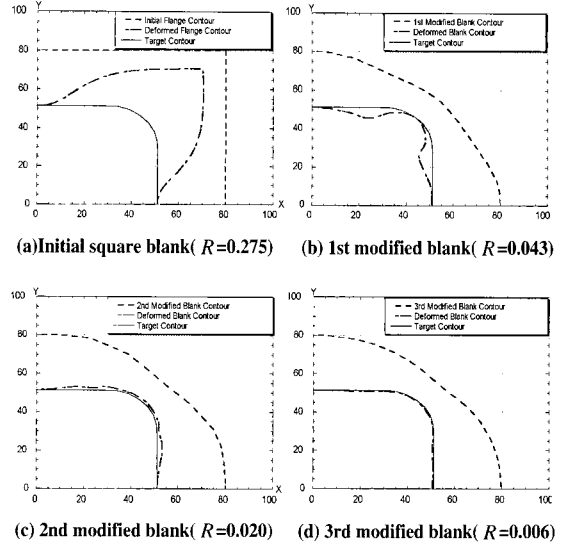 Y
100
80
60
40
20
0
0 20 40 60 80 100
X
Initial Flange Contour
Deformed Flange Contour
Target Contour
(a)Initial square blank( R=0.275)
Y
100
80
60
40
20
0
0 20 40 60 80 100
1st Modified Blank Contour
Deformed Blank Contour
Target Contour
(b) 1st modified blank( R=0.043)
Y
100
80
60
40
20
0
0 20 40 60 80 100
X
2nd Modified Blank Contour
Deformed Blank Contour
Target Contour
(c) 2nd modified blank( R=0.020)
Y
100
80
60
40
20
0
0 20 40 60 80
3rd Modified Blank Contour
Deformed Blank Contour
Target Contour
(d) 3rd modified blank( R=0.006)